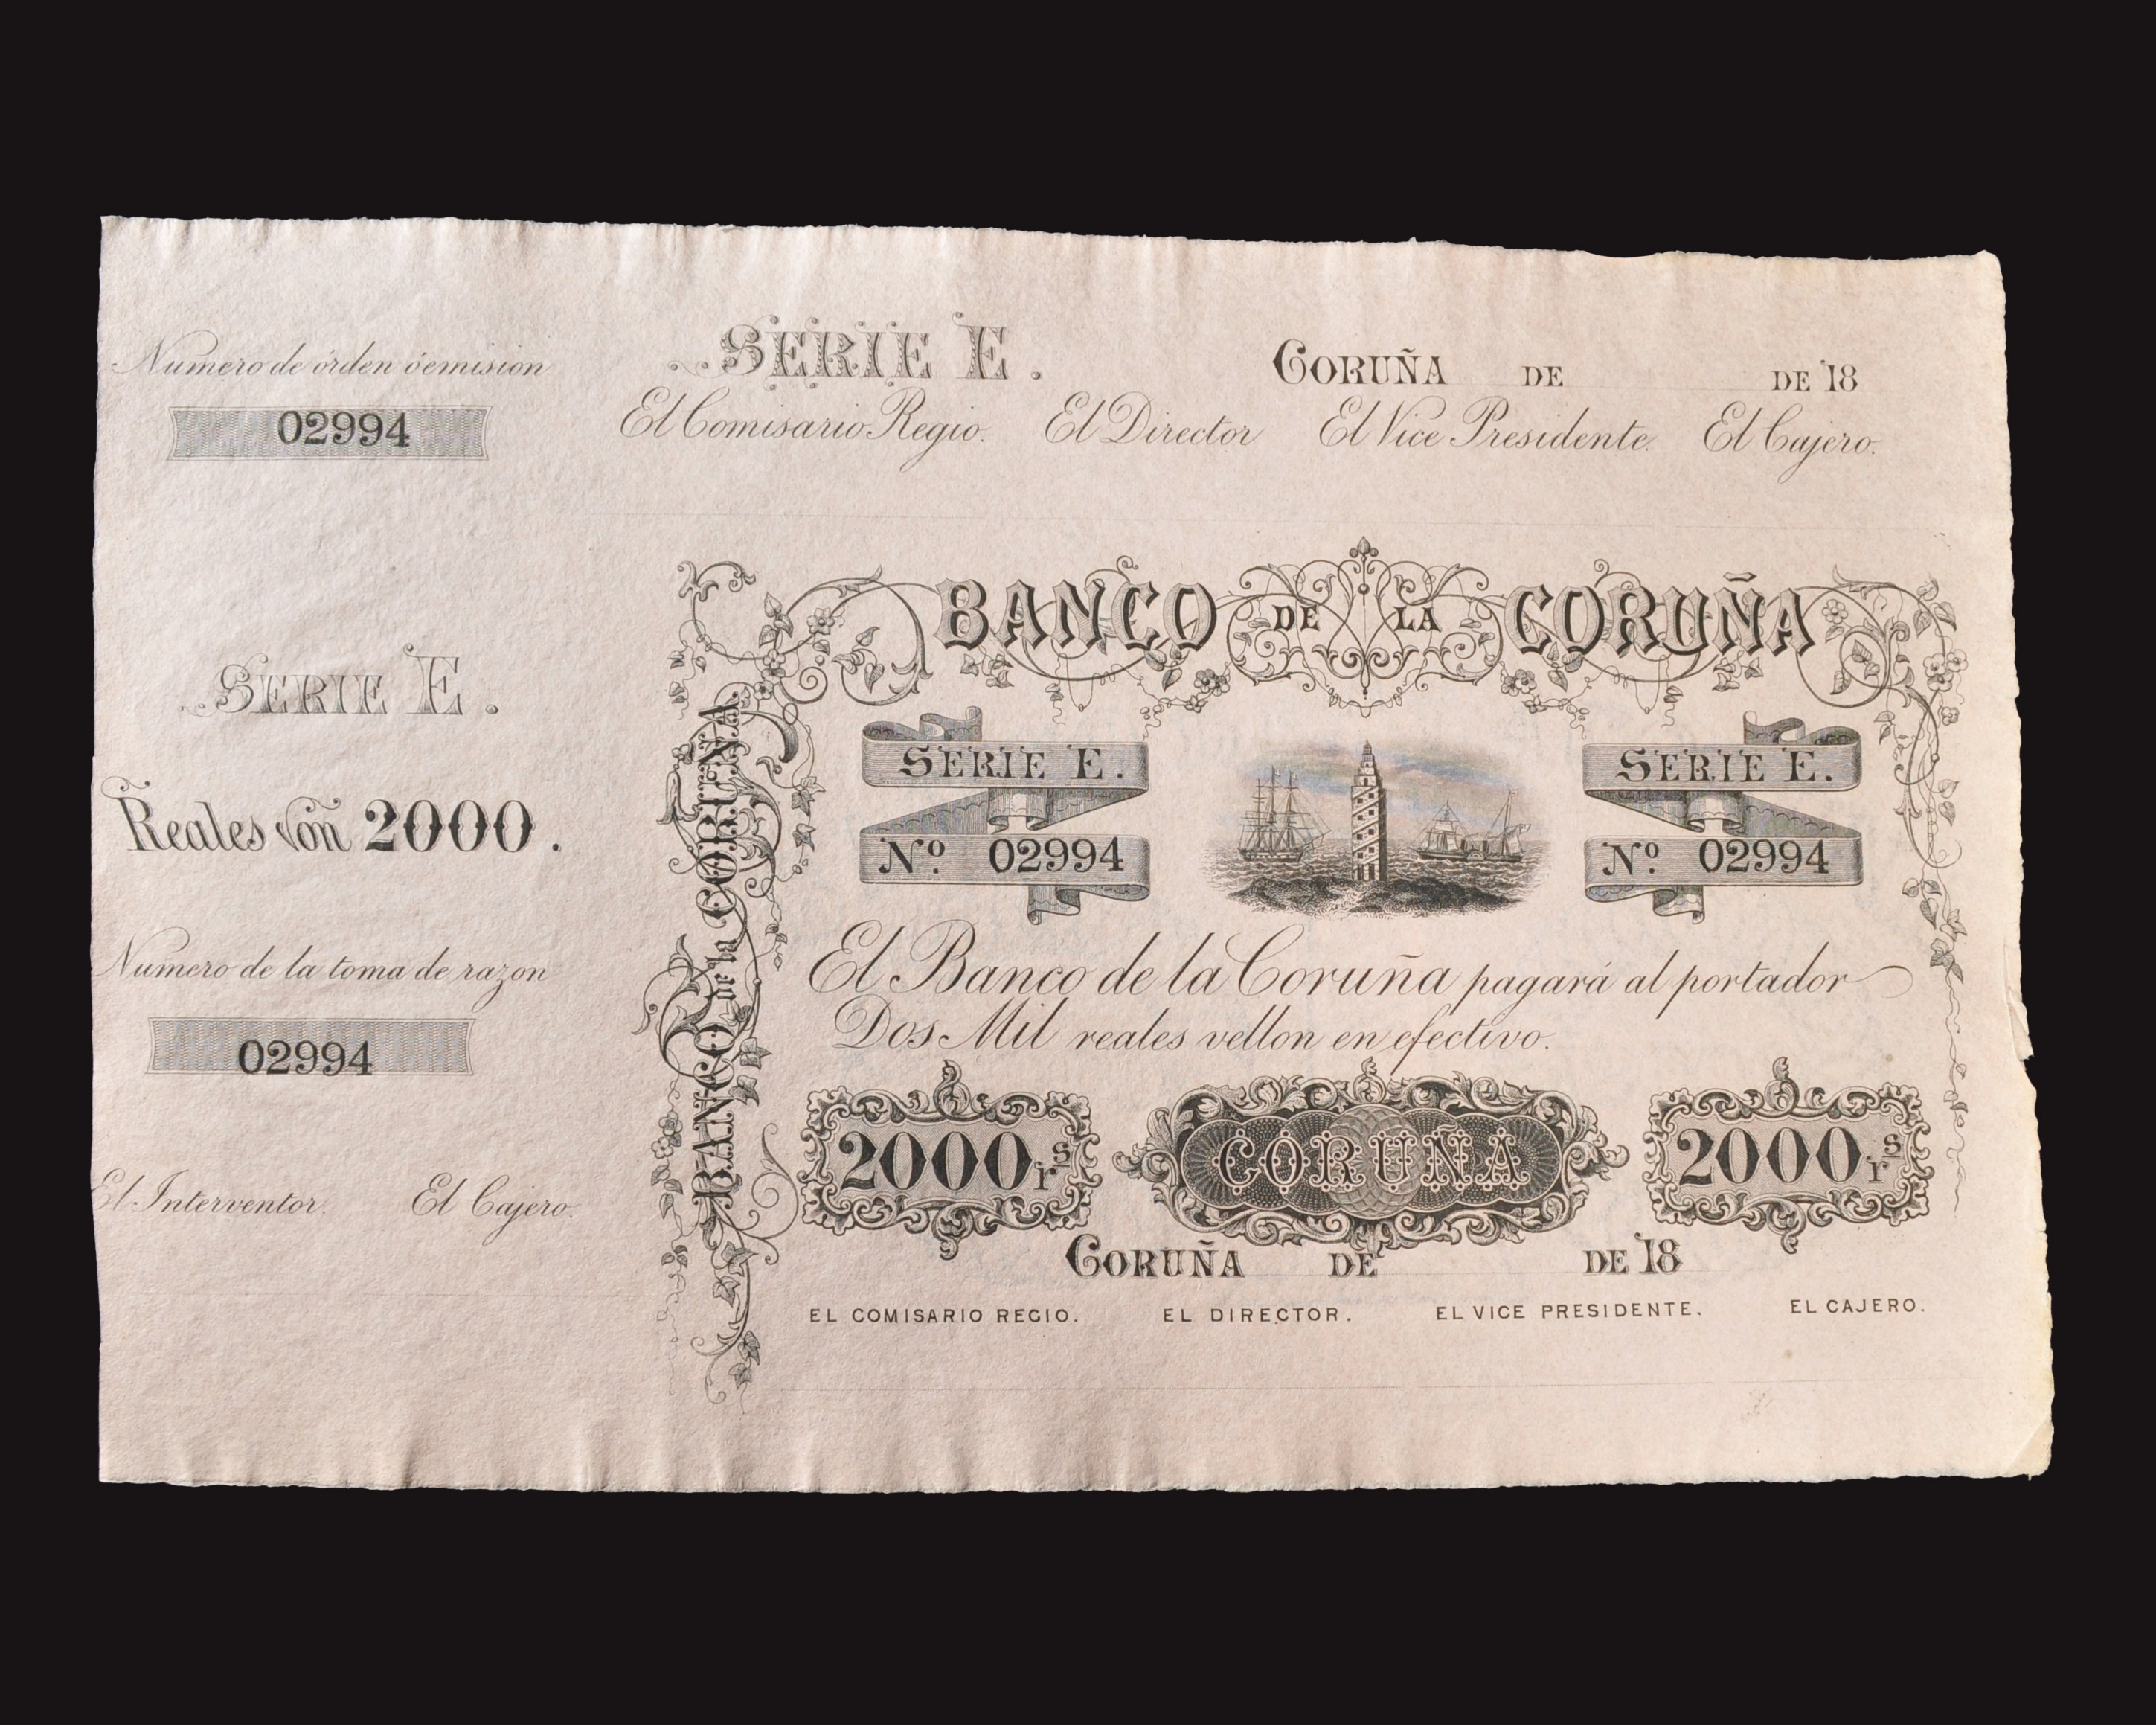 Numero de órden ó emision
02994
SERIE E.
Reales von 2000.
Numero de la toma de razon
02994
El Interventor. El Cajero.
SERIE E.
CORUÑA DE DE 18
El Comisario Regio. El Director El Vice Presidente. El Cajero.
BANCO de la CORUÑA.
BANCO DE LA CORUÑA
SERIE E. SERIE E.
Nº 02994 Nº 02994
El Banco de la Coruña pagará al portador
Dos Mil reales vellon en efectivo.
2000 rs CORUÑA 2000 rs
CORUÑA DE DE 18
EL COMISARIO REGIO. EL DIRECTOR. EL VICE PRESIDENTE. EL CAJERO.